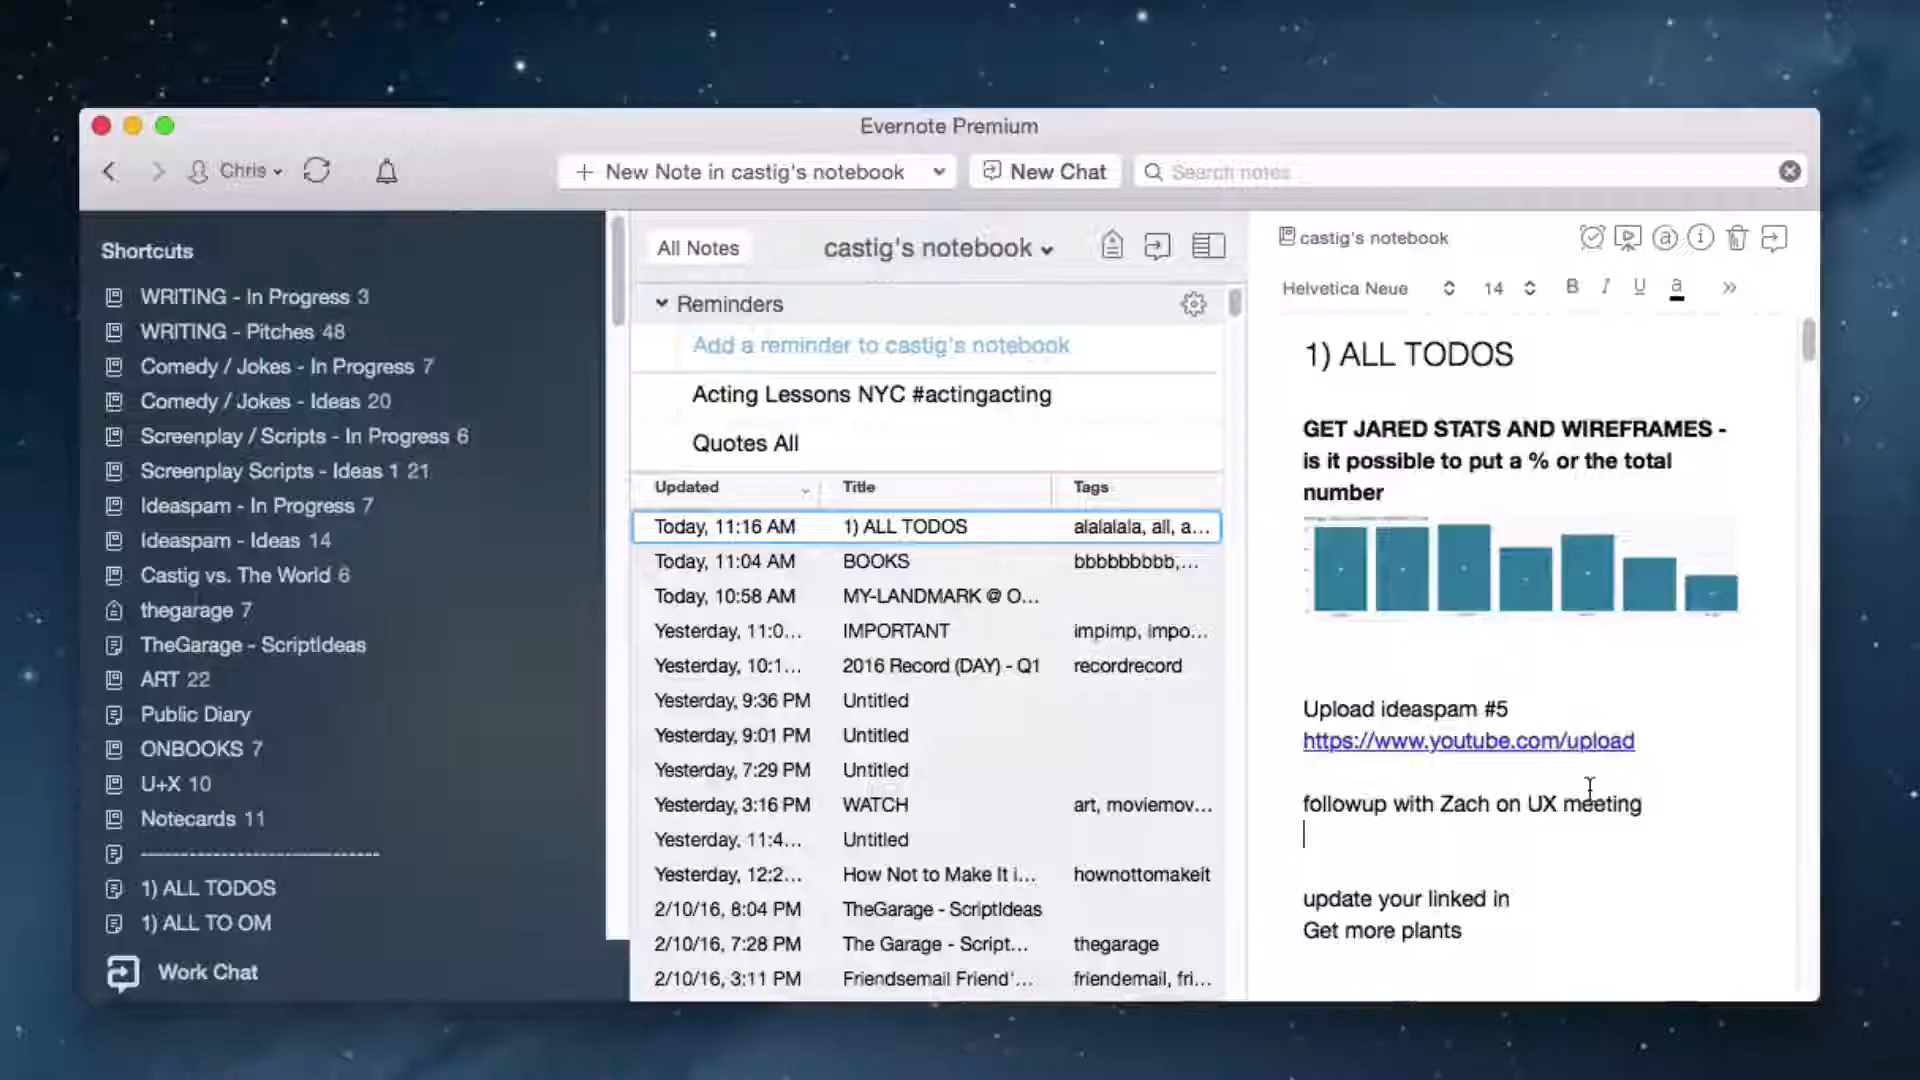 Evernote Premium
Chris
New Note in castig's notebook
New Chat
Search notes
Shortcuts
WRITING - In Progress 3
WRITING - Pitches 48
Comedy / Jokes - In Progress 7
Comedy / Jokes - Ideas 20
Screenplay / Scripts - In Progress 6
Screenplay Scripts - Ideas 1 21
Ideaspam - In Progress 7
Ideaspam - Ideas 14
Castig vs. The World 6
thegarage 7
TheGarage - ScriptIdeas
ART 22
Public Diary
ONBOOKS 7
U+X 10
Notecards 11
------------------------------
1) ALL TODOS
1) ALL TO OM
Work Chat
All Notes
castig's notebook
Reminders
Add a reminder to castig's notebook
Acting Lessons NYC #actingacting
Quotes All
Updated Title Tags
Today, 11:16 AM 1) ALL TODOS alalalala, all, a...
Today, 11:04 AM BOOKS bbbbbbbbb,...
Today, 10:58 AM MY-LANDMARK @ O...
Yesterday, 11:0... IMPORTANT impimp, impo...
Yesterday, 10:1... 2016 Record (DAY) - Q1 recordrecord
Yesterday, 9:36 PM Untitled
Yesterday, 9:01 PM Untitled
Yesterday, 7:29 PM Untitled
Yesterday, 3:16 PM WATCH art, moviemov...
Yesterday, 11:4... Untitled
Yesterday, 12:2... How Not to Make It i... hownottomakeit
2/10/16, 8:04 PM TheGarage - ScriptIdeas
2/10/16, 7:28 PM The Garage - Script... thegarage
2/10/16, 3:11 PM Friendsemail Friend'... friendemail, fri...
castig's notebook
Helvetica Neue 14 B I U a
1) ALL TODOS
GET JARED STATS AND WIREFRAMES -
is it possible to put a % or the total
number
Upload ideaspam #5
https://www.youtube.com/upload
followup with Zach on UX meeting
update your linked in
Get more plants